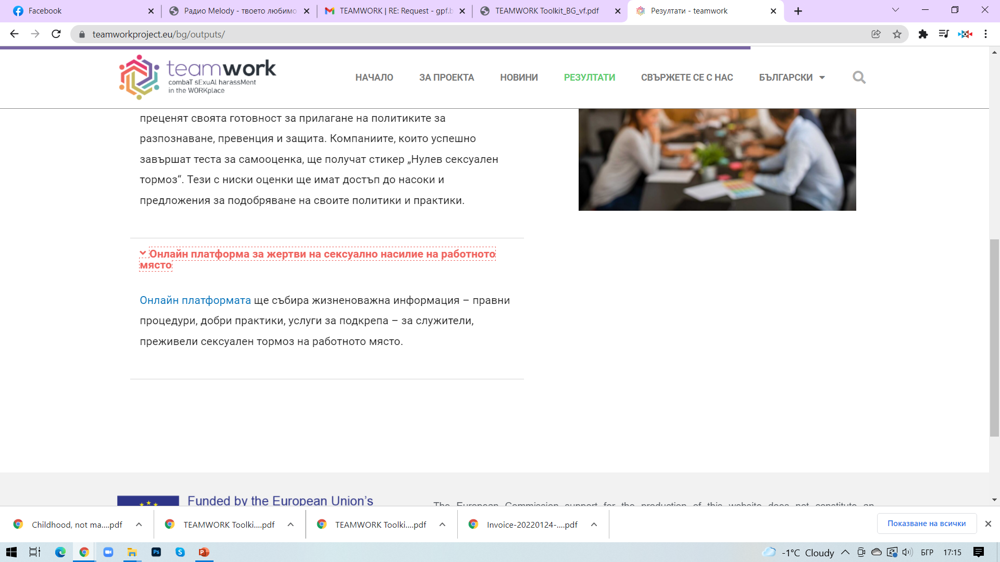 Facebook
Радио Melody - твоето любимо
TEAMWORK | RE: Request - gpf.b
TEAMWORK Toolkit_BG_vf.pdf
Резултати - teamwork
teamworkproject.eu/bg/outputs/
teamwork
combaT sExuAl harassMent
in the WORKplace
НАЧАЛО
ЗА ПРОЕКТА
НОВИНИ
РЕЗУЛТАТИ
СВЪРЖЕТЕ СЕ С НАС
БЪЛГАРСКИ
преценят своята готовност за прилагане на политиките за
разпознаване, превенция и защита. Компаниите, които успешно
завършат теста за самооценка, ще получат стикер „Нулев сексуален
тормоз“. Тези с ниски оценки ще имат достъп до насоки и
предложения за подобряване на своите политики и практики.
Онлайн платформа за жертви на сексуално насилие на работното
място
Онлайн платформата ще събира жизненоважна информация – правни
процедури, добри практики, услуги за подкрепа – за служители,
преживели сексуален тормоз на работното място.
Funded by the European Union’s
The European Commission support for the production of this website does not constitute an
Childhood, not ma....pdf
TEAMWORK Toolki....pdf
TEAMWORK Toolki....pdf
Invoice-20220124-....pdf
Показване на всички
Ps
-1°C Cloudy
БГР
17:15